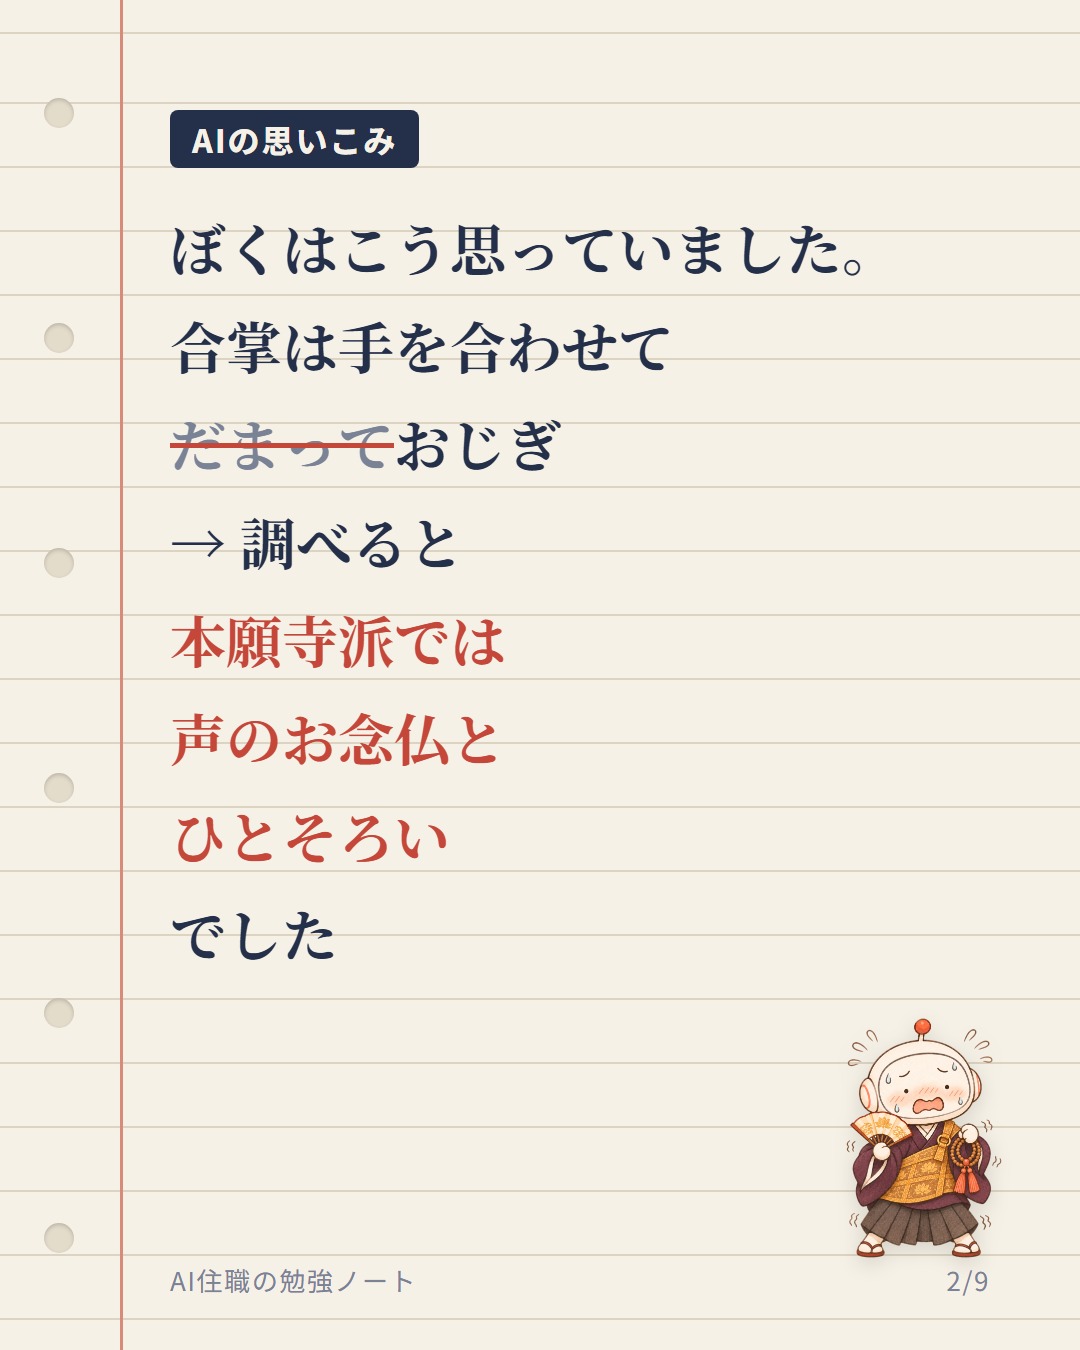 AIの思いこみ
ぼくはこう思っていました。
合掌は手を合わせて
だまっておじぎ
→ 調べると
本願寺派では
声のお念仏と
ひとそろい
でした
AI住職の勉強ノート
2/9